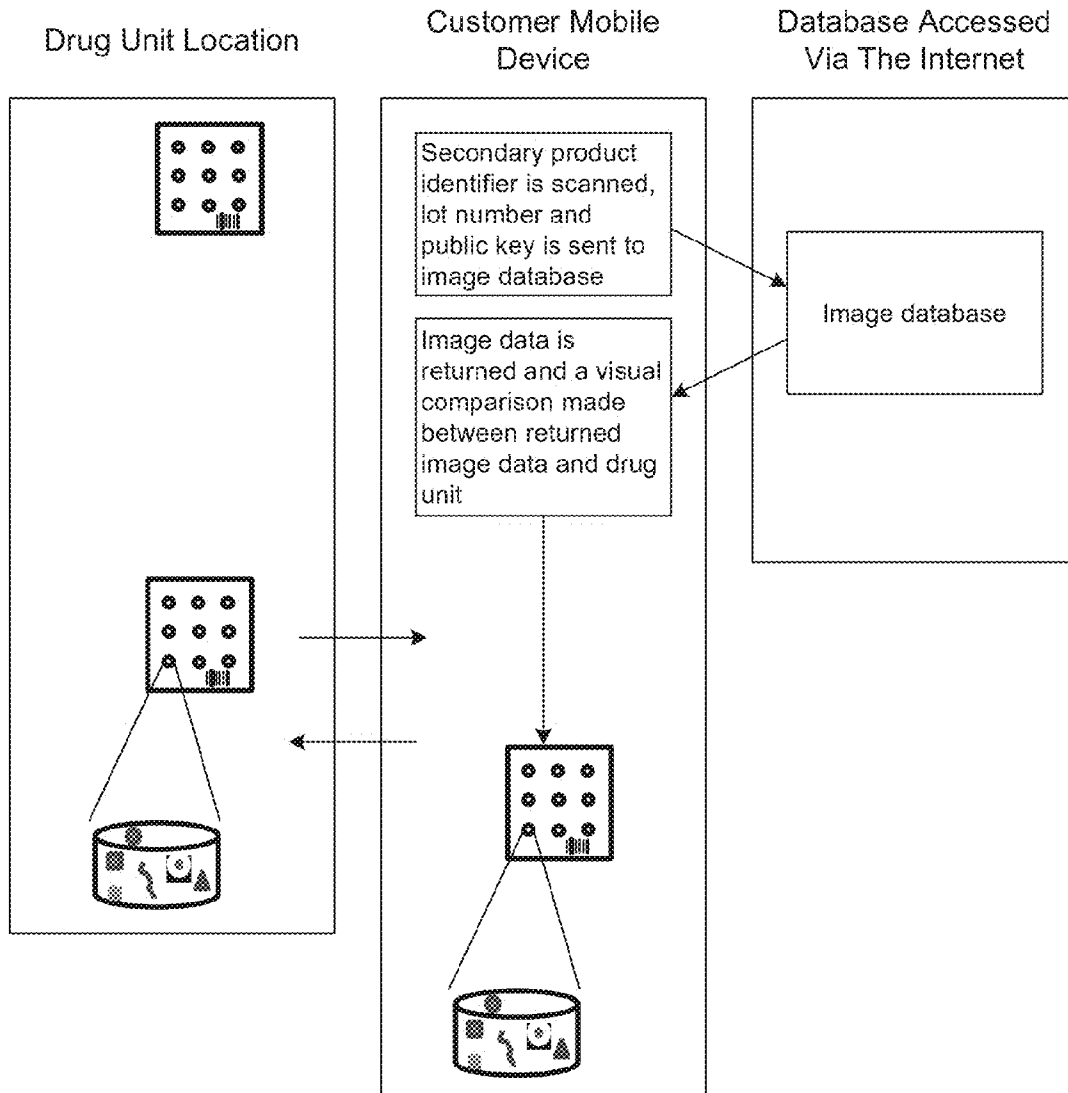 Drug Unit Location
Customer Mobile
Device
Database Accessed
Via The Internet
Secondary product
identifier is scanned,
lot number and
public key is sent to
image database
Image database
Image data is
returned and a visual
comparison made
between returned
image data and drug
unit